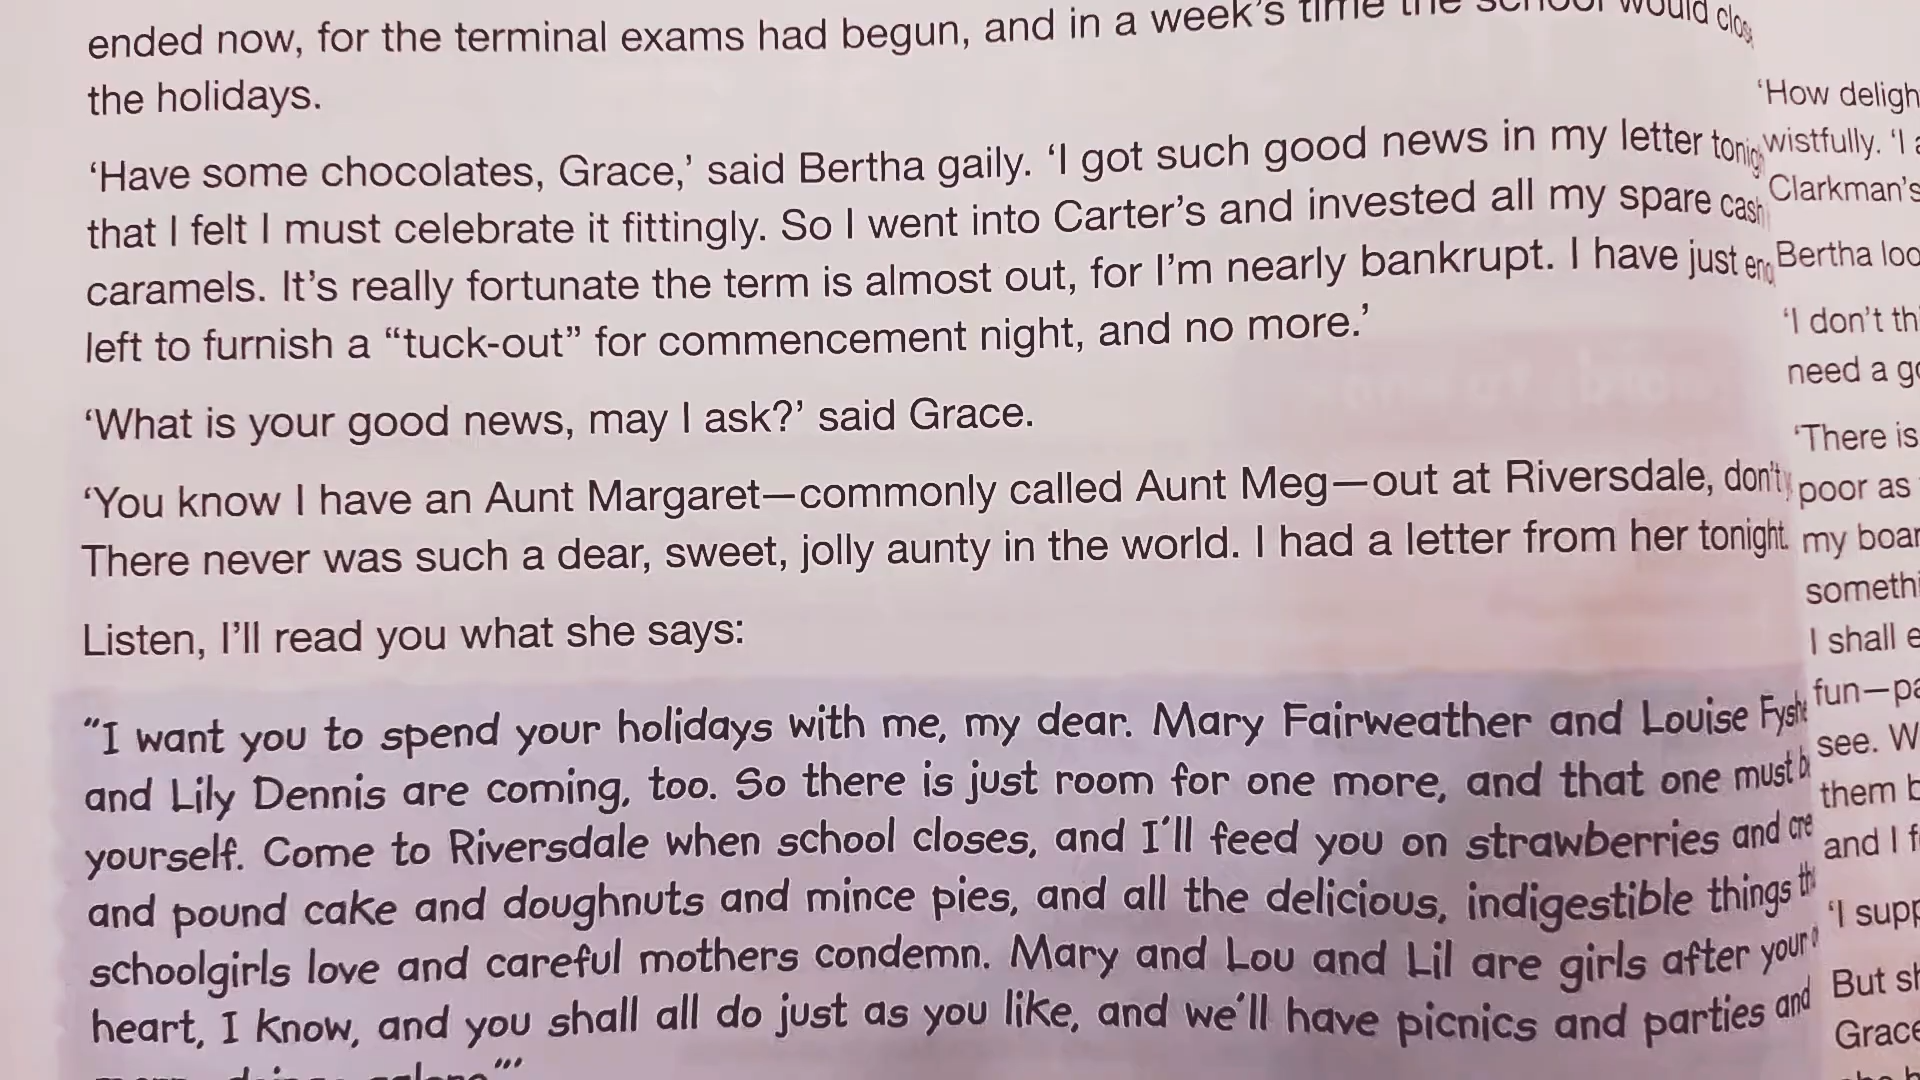 ended now, for the terminal exams had begun, and in a week's time the school would close
the holidays.
‘Have some chocolates, Grace,’ said Bertha gaily. ‘I got such good news in my letter
that I felt I must celebrate it fittingly. So I went into Carter’s and invested all my spare cash
caramels. It’s really fortunate the term is almost out, for I’m nearly bankrupt. I have just
left to furnish a “tuck-out” for commencement night, and no more.’
‘What is your good news, may I ask?’ said Grace.
‘You know I have an Aunt Margaret—commonly called Aunt Meg—out at Riversdale, don’t
There never was such a dear, sweet, jolly aunty in the world. I had a letter from her tonight.
Listen, I’ll read you what she says:
“I want you to spend your holidays with me, my dear. Mary Fairweather and Louise
and Lily Dennis are coming, too. So there is just room for one more, and that one must
yourself. Come to Riversdale when school closes, and I’ll feed you on strawberries and
and pound cake and doughnuts and mince pies, and all the delicious, indigestible things
schoolgirls love and careful mothers condemn. Mary and Lou and Lil are girls after your
heart, I know, and you shall all do just as you like, and we’ll have picnics and parties and
‘How
wistfully. ‘I
Clarkman’s
Bertha
‘I don’t
need a
‘There is
poor as
my
I shall
see.
them
and I
‘I
But
Grace